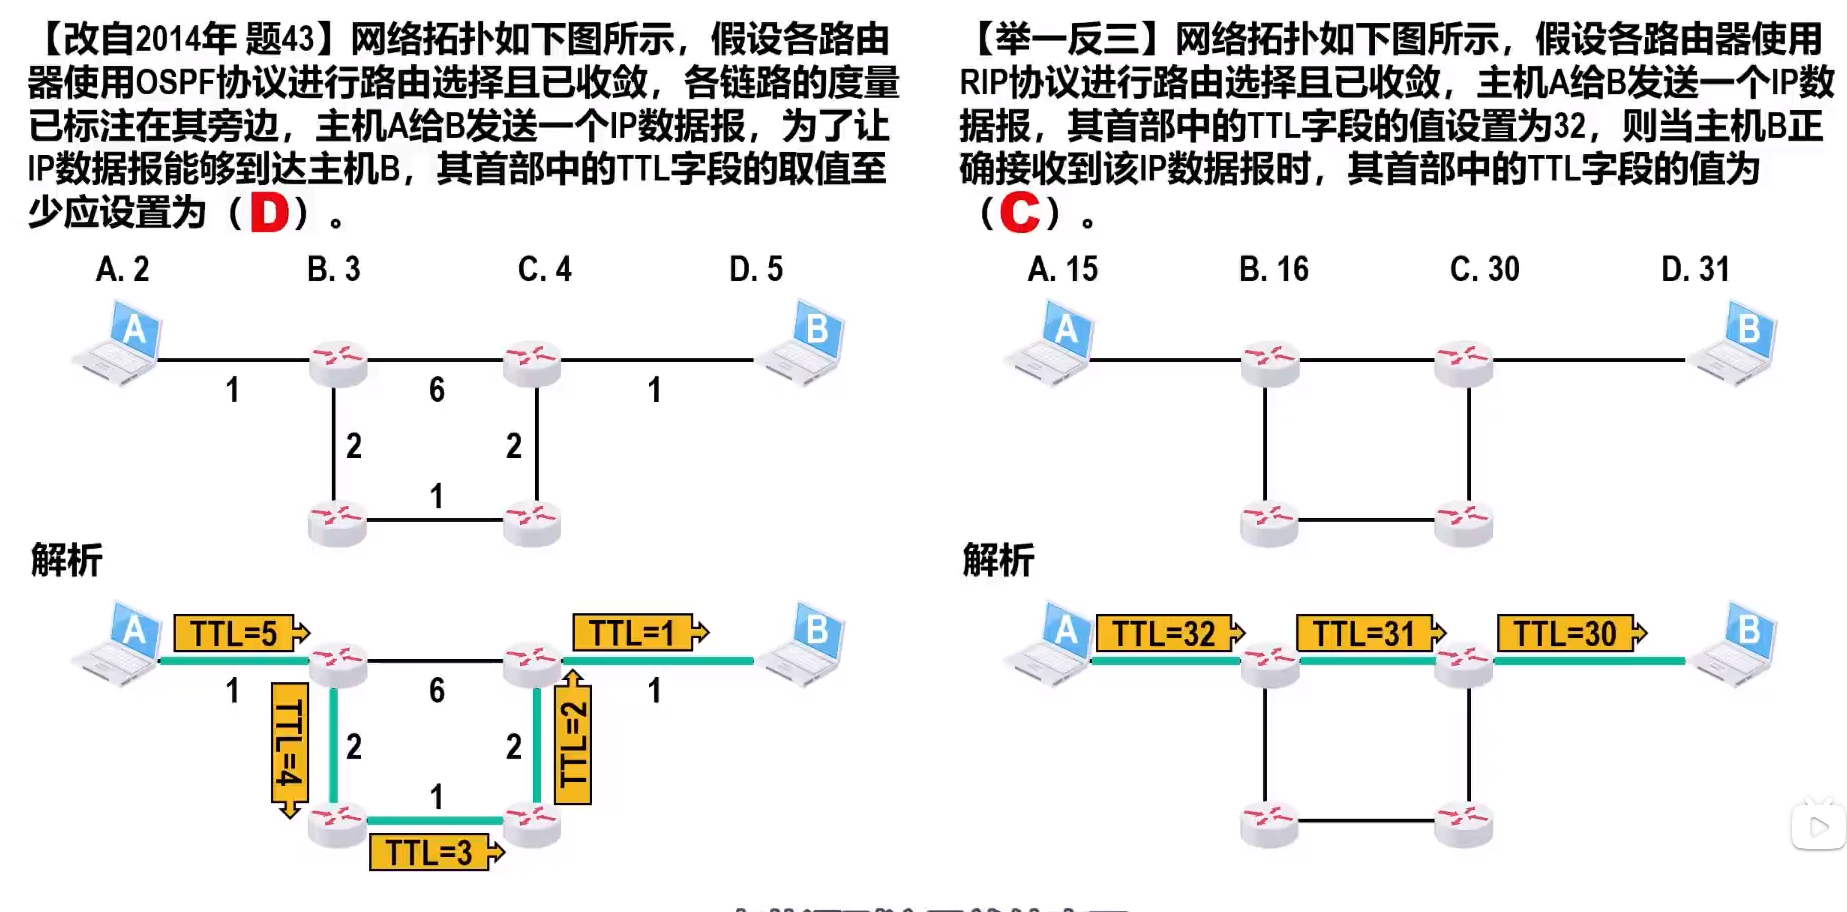 【改自2014年 题43】网络拓扑如下图所示，假设各路由
器使用OSPF协议进行路由选择且已收敛，各链路的度量
已标注在其旁边，主机A给B发送一个IP数据报，为了让
IP数据报能够到达主机B，其首部中的TTL字段的取值至
少应设置为（D）。
A. 2 B. 3 C. 4 D. 5
A B
1 6 1
2 2
1
解析
A TTL=5 TTL=1 B
1 6 1
TTL=4 2 2 TTL=2
1
TTL=3
【举一反三】网络拓扑如下图所示，假设各路由器使用
RIP协议进行路由选择且已收敛，主机A给B发送一个IP数
据报，其首部中的TTL字段的值设置为32，则当主机B正
确接收到该IP数据报时，其首部中的TTL字段的值为
（C）。
A. 15 B. 16 C. 30 D. 31
A B
解析
A TTL=32 TTL=31 TTL=30 B